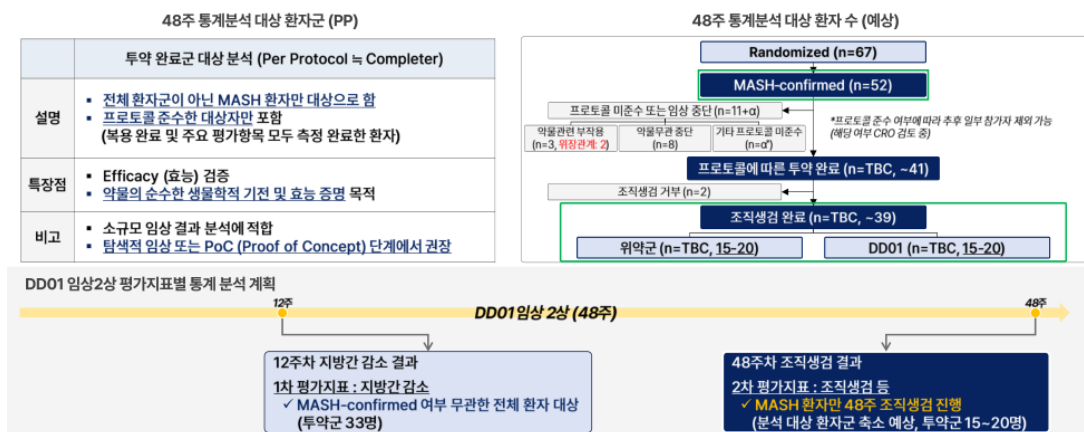 48주 통계분석 대상 환자군 (PP)
투약 완료군 대상 분석 (Per Protocol ≒ Completer)
설명
▪ 전체 환자군이 아닌 MASH 환자만 대상으로 함
▪ 프로토콜 준수한 대상자만 포함
(복용 완료 및 주요 평가항목 모두 측정 완료한 환자)
특장점
▪ Efficacy (효능) 검증
▪ 약물의 순수한 생물학적 기전 및 효능 증명 목적
비고
▪ 소규모 임상 결과 분석에 적합
▪ 탐색적 임상 또는 PoC (Proof of Concept) 단계에서 권장
48주 통계분석 대상 환자 수 (예상)
Randomized (n=67)
MASH-confirmed (n=52)
프로토콜 미준수 또는 임상 중단 (n=11+α)
약물관련 부작용
(n=3, 위장관계: 2)
약물무관 중단
(n=8)
기타 프로토콜 미준수
(n=α*)
*프로토콜 준수 여부에 따라 추후 일부 참가자 제외 가능
(해당 여부 CRO 검토 중)
프로토콜에 따른 투약 완료 (n=TBC, ~41)
조직생검 거부 (n=2)
조직생검 완료 (n=TBC, ~39)
위약군 (n=TBC, 15-20)
DD01 (n=TBC, 15-20)
DD01 임상2상 평가지표별 통계 분석 계획
12주
DD01 임상 2상 (48주)
48주
12주차 지방간 감소 결과
1차 평가지표 : 지방간 감소
✓ MASH-confirmed 여부 무관한 전체 환자 대상
(투약군 33명)
48주차 조직생검 결과
2차 평가지표 : 조직생검 등
✓ MASH 환자만 48주 조직생검 진행
(분석 대상 환자군 축소 예상, 투약군 15~20명)